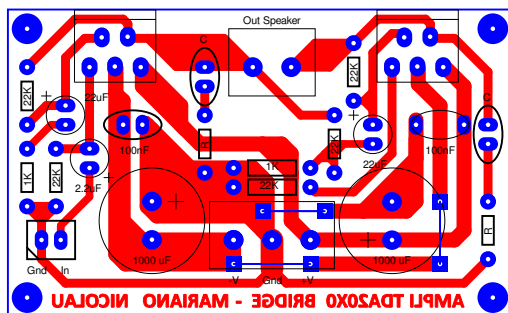 Out Speaker
C
C
22K
22K
22uF
100nF
R
22K
22uF
100nF
1K
22K
2.2uF
1K
22K
R
1000 uF
1000 uF
Gnd In
-V Gnd +V
AMPLI TDA20X0 BRIDGE - MARIANO NICOLAU